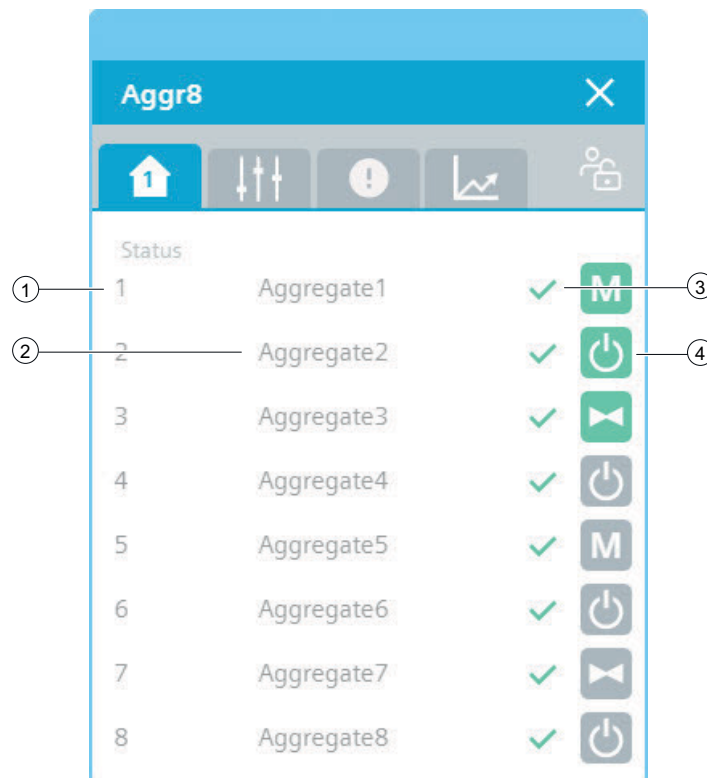 Aggr8
1
Status
1 Aggregate1 M
2 Aggregate2
3 Aggregate3
4 Aggregate4
5 Aggregate5 M
6 Aggregate6
7 Aggregate7
8 Aggregate8
1
2
3
4